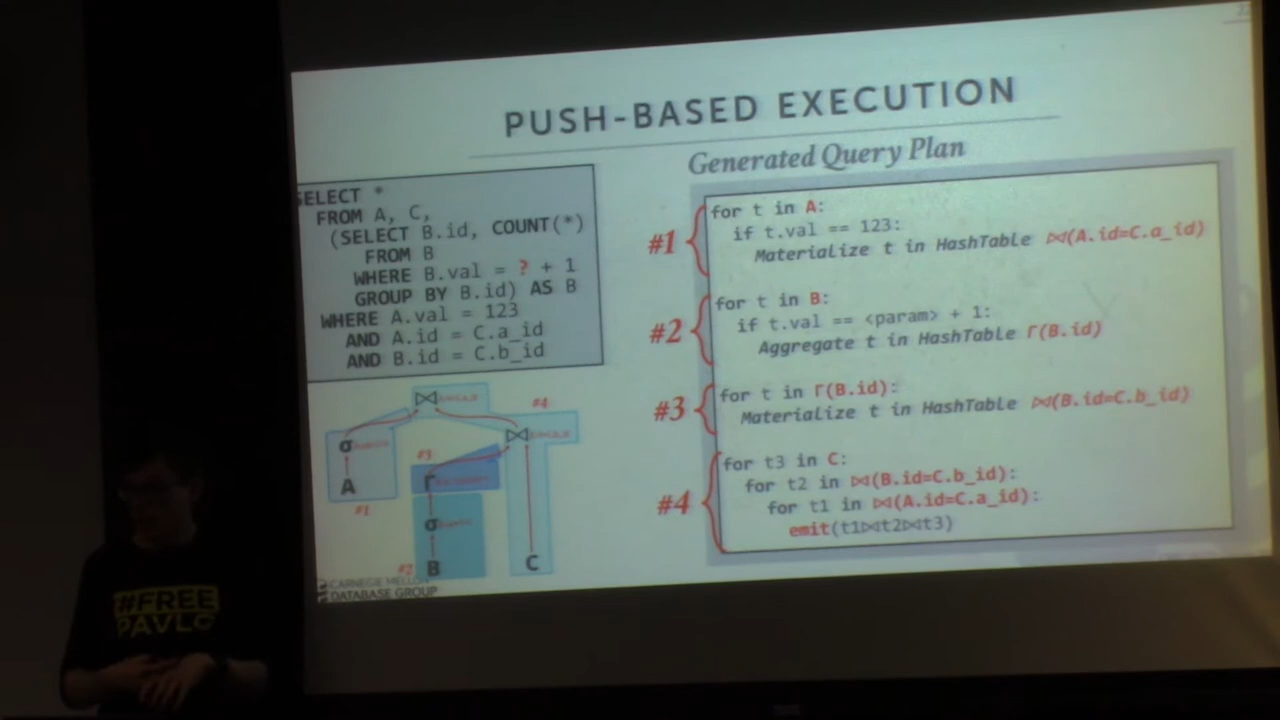 PUSH-BASED EXECUTION
SELECT *
FROM A, C,
(SELECT B.id, COUNT(*)
FROM B
WHERE B.val = ? + 1
GROUP BY B.id) AS B
WHERE A.val = 123
AND A.id = C.a_id
AND B.id = C.b_id
Generated Query Plan
#1
for t in A:
if t.val == 123:
Materialize t in HashTable ⋈(A.id=C.a_id)
#2
for t in B:
if t.val == <param> + 1:
Aggregate t in HashTable Γ(B.id)
#3
for t in Γ(B.id):
Materialize t in HashTable ⋈(B.id=C.b_id)
#4
for t3 in C:
for t2 in ⋈(B.id=C.b_id):
for t1 in ⋈(A.id=C.a_id):
emit(t1⋈t2⋈t3)
⋈
#4
σ
⋈
#3
A
Γ
#1
σ
#2
B
C
CARNEGIE MELLON
DATABASE GROUP
#FREE
PAVLO